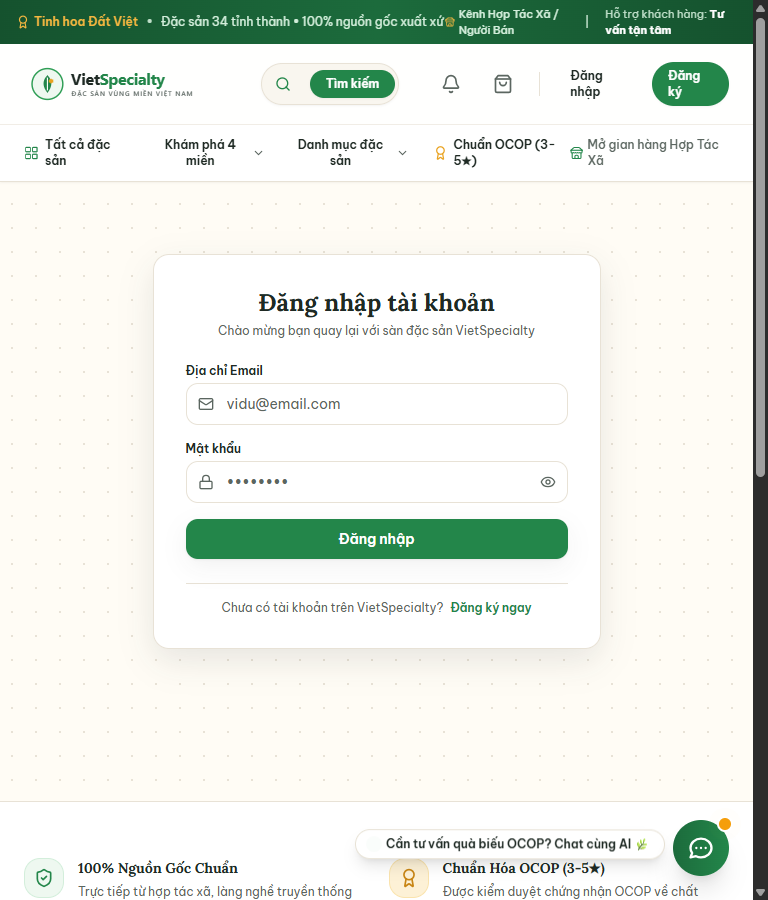 Tinh hoa Đất Việt • Đặc sản 34 tỉnh thành • 100% nguồn gốc xuất xứ
Kênh Hợp Tác Xã /
Người Bán
|
Hỗ trợ khách hàng: Tư
vấn tận tâm
VietSpecialty
ĐẶC SẢN VÙNG MIỀN VIỆT NAM
Tìm kiếm
Đăng
nhập
Đăng
ký
Tất cả đặc
sản
Khám phá 4
miền
Danh mục đặc
sản
Chuẩn OCOP (3-
5★)
Mở gian hàng Hợp Tác
Xã
Đăng nhập tài khoản
Chào mừng bạn quay lại với sàn đặc sản VietSpecialty
Địa chỉ Email
vidu@email.com
Mật khẩu
••••••••
Đăng nhập
Chưa có tài khoản trên VietSpecialty? Đăng ký ngay
Cần tư vấn quà biếu OCOP? Chat cùng AI 🌾
100% Nguồn Gốc Chuẩn
Trực tiếp từ hợp tác xã, làng nghề truyền thống
Chuẩn Hóa OCOP (3-5★)
Được kiểm duyệt chứng nhận OCOP về chất